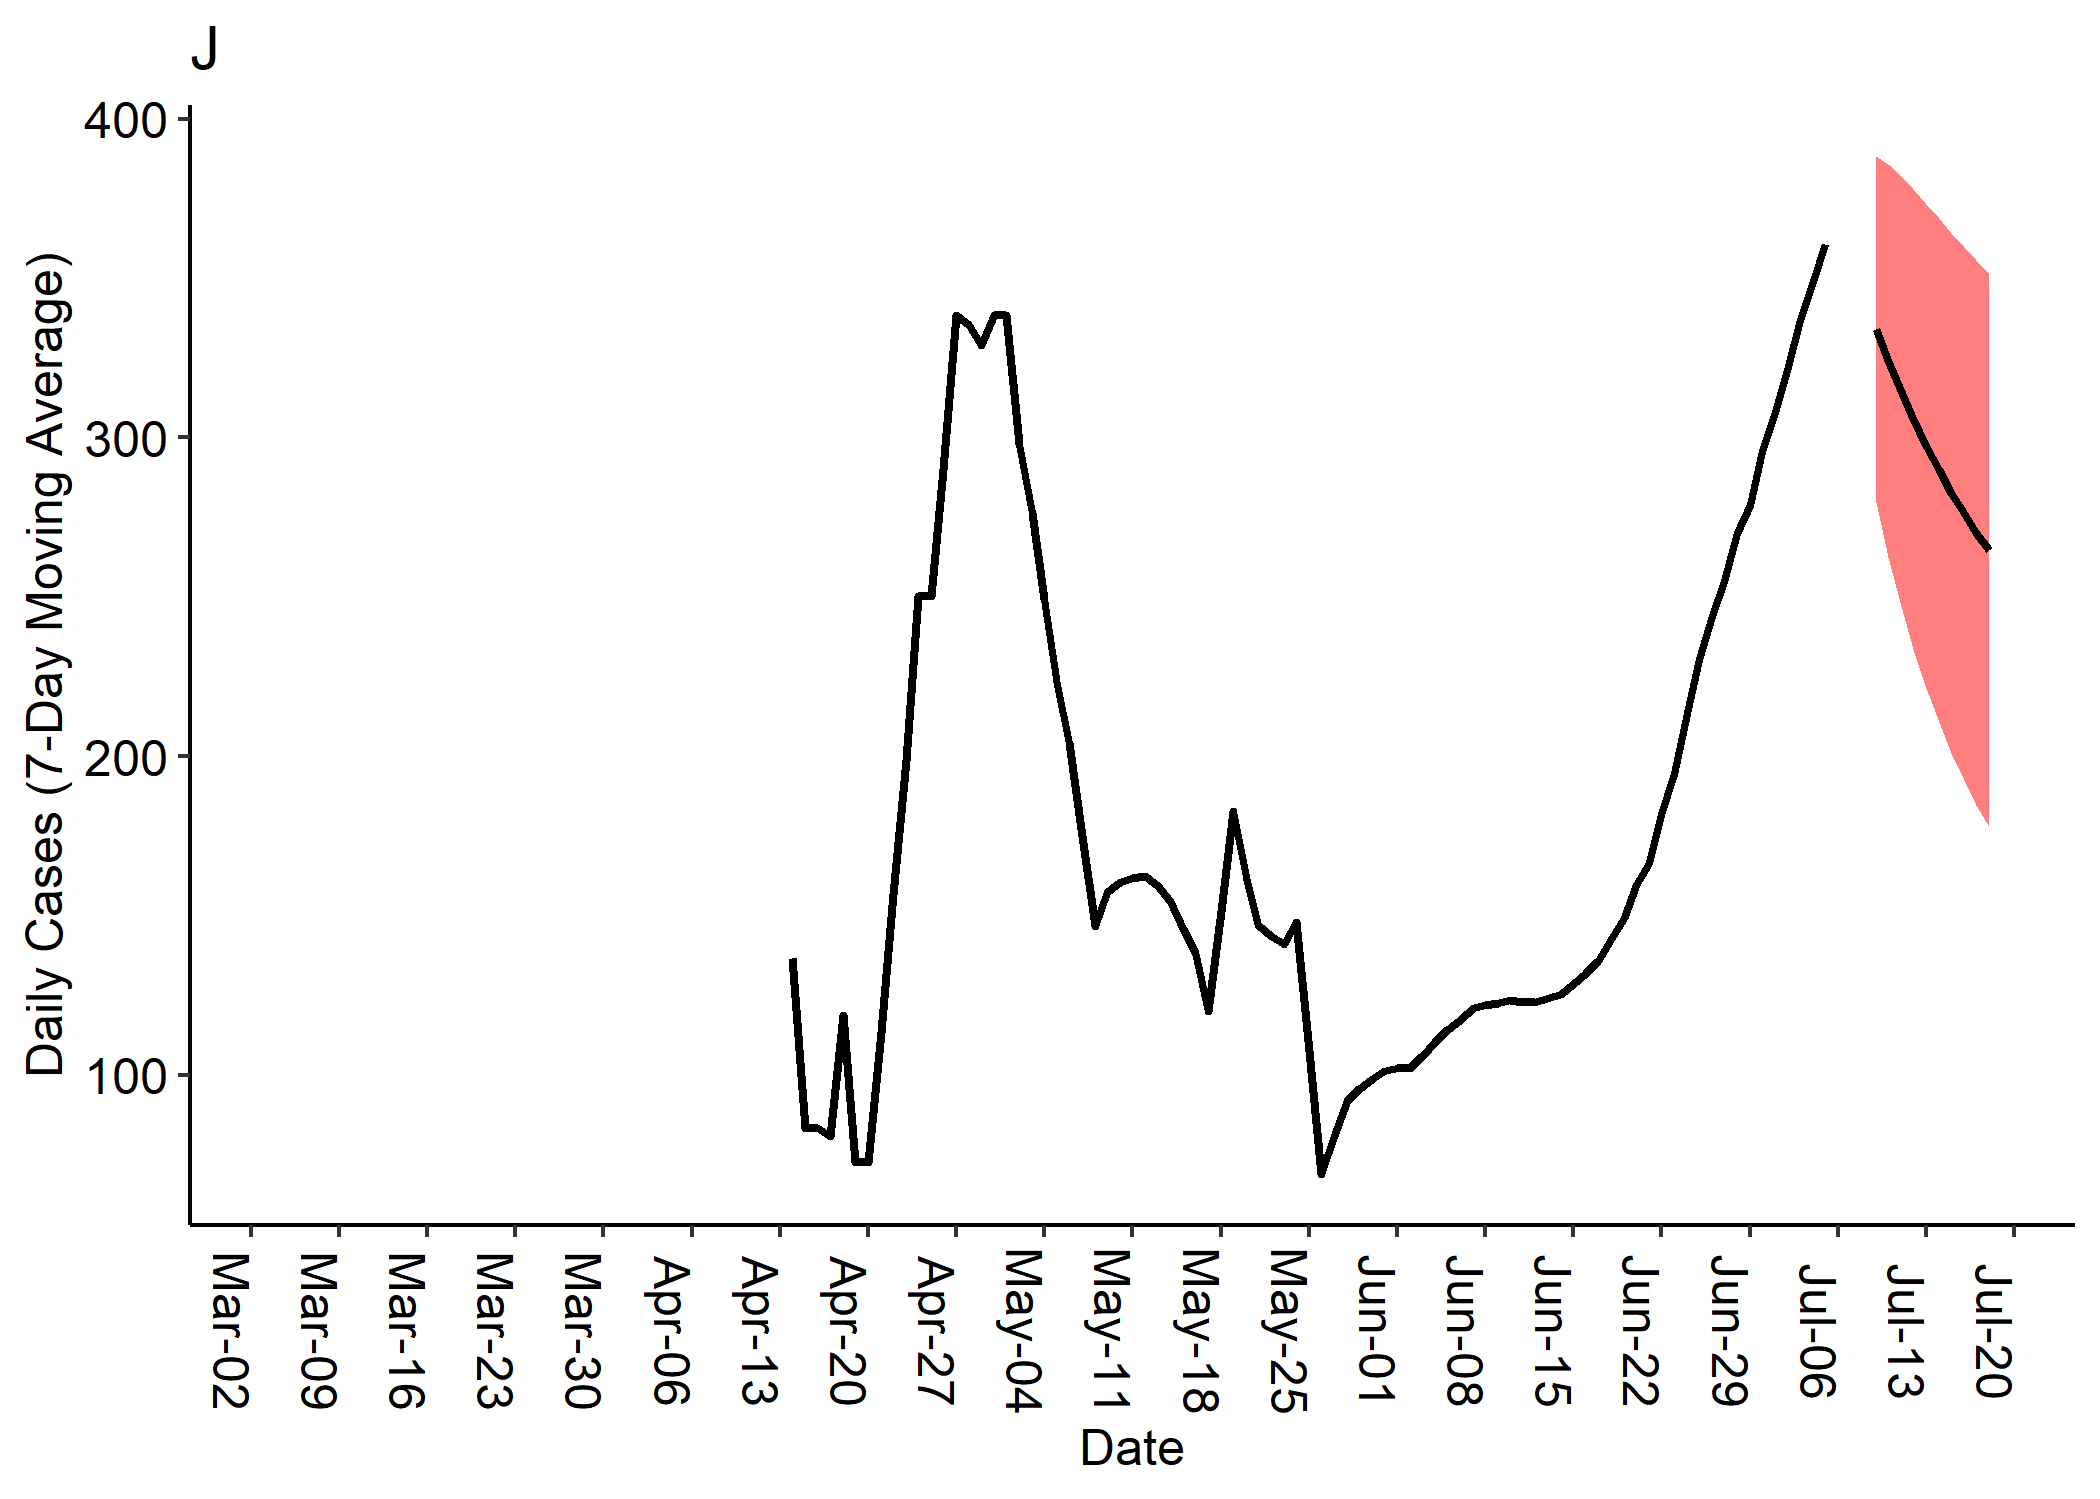 J
Daily Cases (7-Day Moving Average)
400
300
200
100
Mar-02
Mar-09
Mar-16
Mar-23
Mar-30
Apr-06
Apr-13
Apr-20
Apr-27
May-04
May-11
May-18
May-25
Jun-01
Jun-08
Jun-15
Jun-22
Jun-29
Jul-06
Jul-13
Jul-20
Date